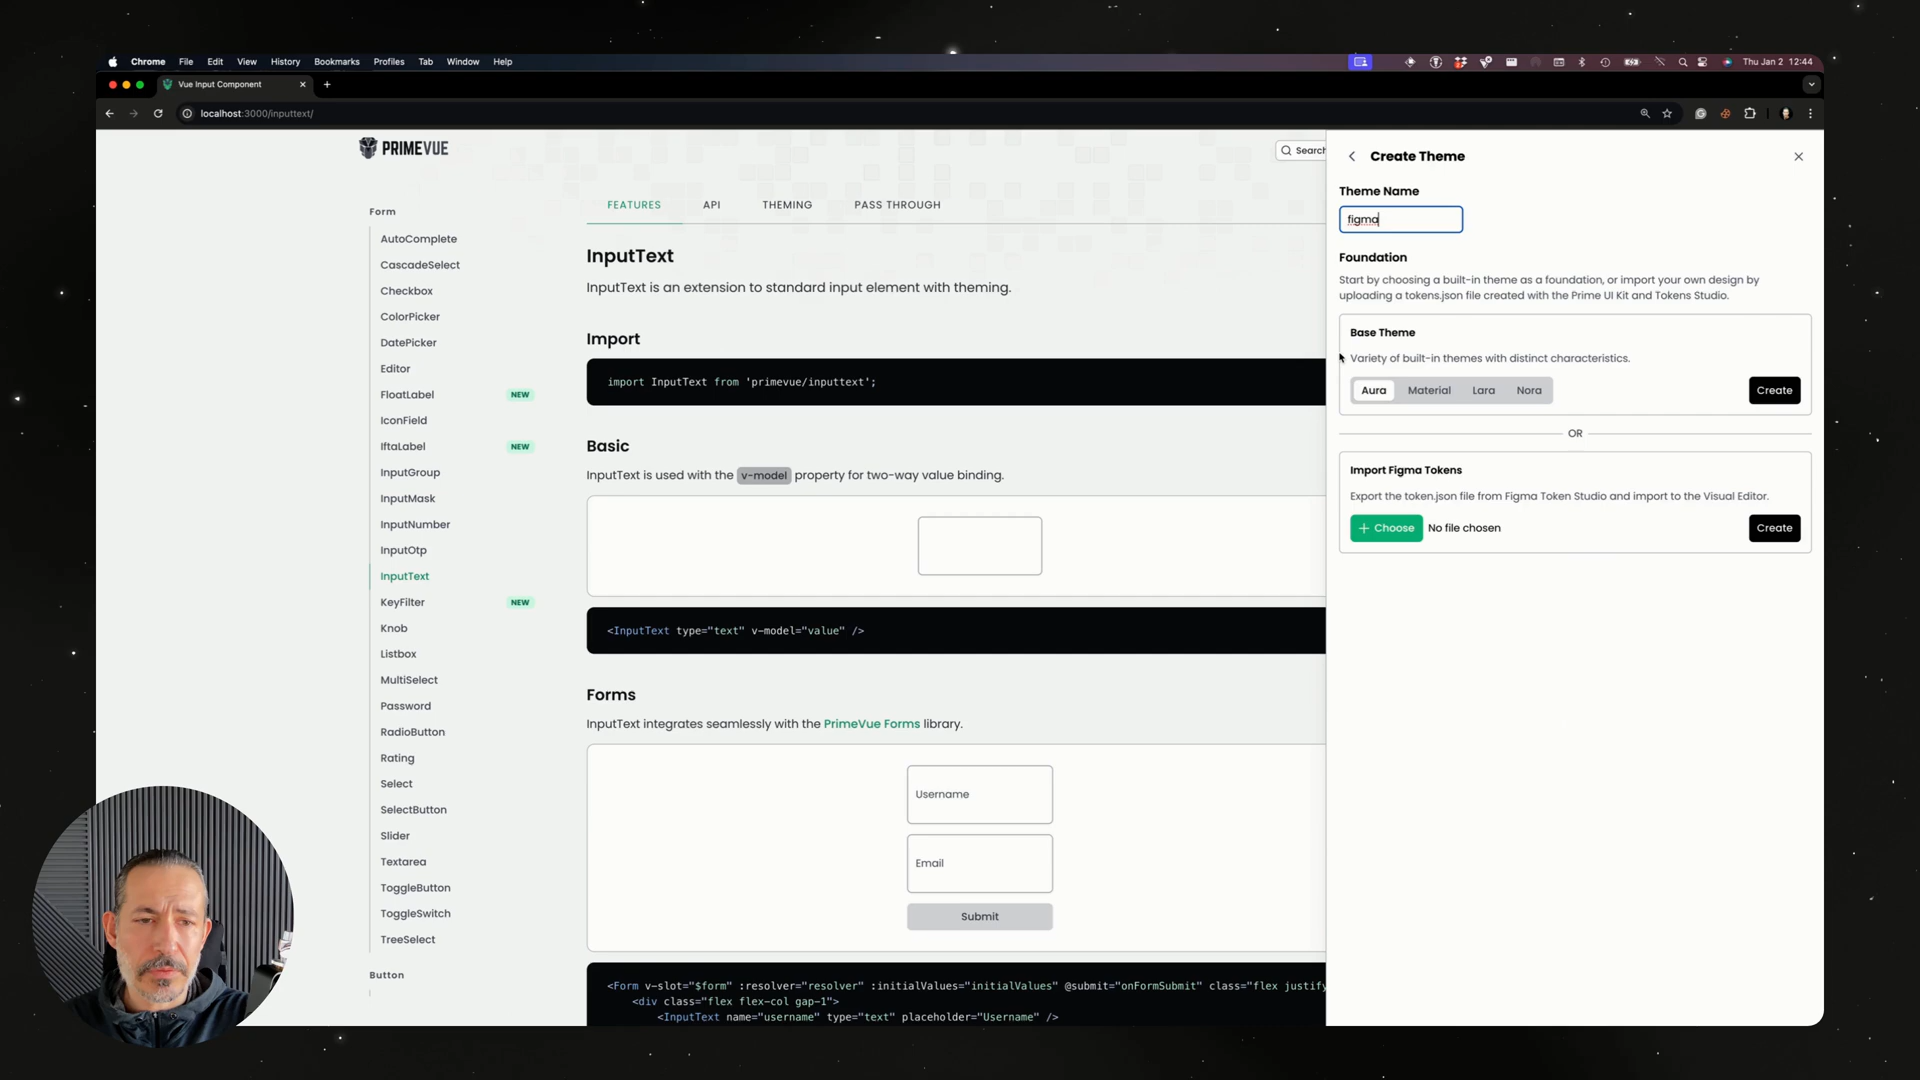 Chrome File Edit View History Bookmarks Profiles Tab Window Help
Thu Jan 2 12:44
Vue Input Component
localhost:3000/inputtext/
PRIMEVUE
Search
FEATURES API THEMING PASS THROUGH
Form
AutoComplete
CascadeSelect
Checkbox
ColorPicker
DatePicker
Editor
FloatLabel NEW
IconField
IftaLabel NEW
InputGroup
InputMask
InputNumber
InputOtp
InputText
KeyFilter NEW
Knob
Listbox
MultiSelect
Password
RadioButton
Rating
Select
SelectButton
Slider
Textarea
ToggleButton
ToggleSwitch
TreeSelect
Button
InputText
InputText is an extension to standard input element with theming.
Import
import InputText from 'primevue/inputtext';
Basic
InputText is used with the v-model property for two-way value binding.
<InputText type="text" v-model="value" />
Forms
InputText integrates seamlessly with the PrimeVue Forms library.
Username
Email
Submit
<Form v-slot="$form" :resolver="resolver" :initialValues="initialValues" @submit="onFormSubmit" class="flex justify
<div class="flex flex-col gap-1">
<InputText name="username" type="text" placeholder="Username" />
Create Theme
Theme Name
figma
Foundation
Start by choosing a built-in theme as a foundation, or import your own design by
uploading a tokens.json file created with the Prime UI Kit and Tokens Studio.
Base Theme
Variety of built-in themes with distinct characteristics.
Aura Material Lara Nora Create
OR
Import Figma Tokens
Export the token.json file from Figma Token Studio and import to the Visual Editor.
+ Choose No file chosen Create